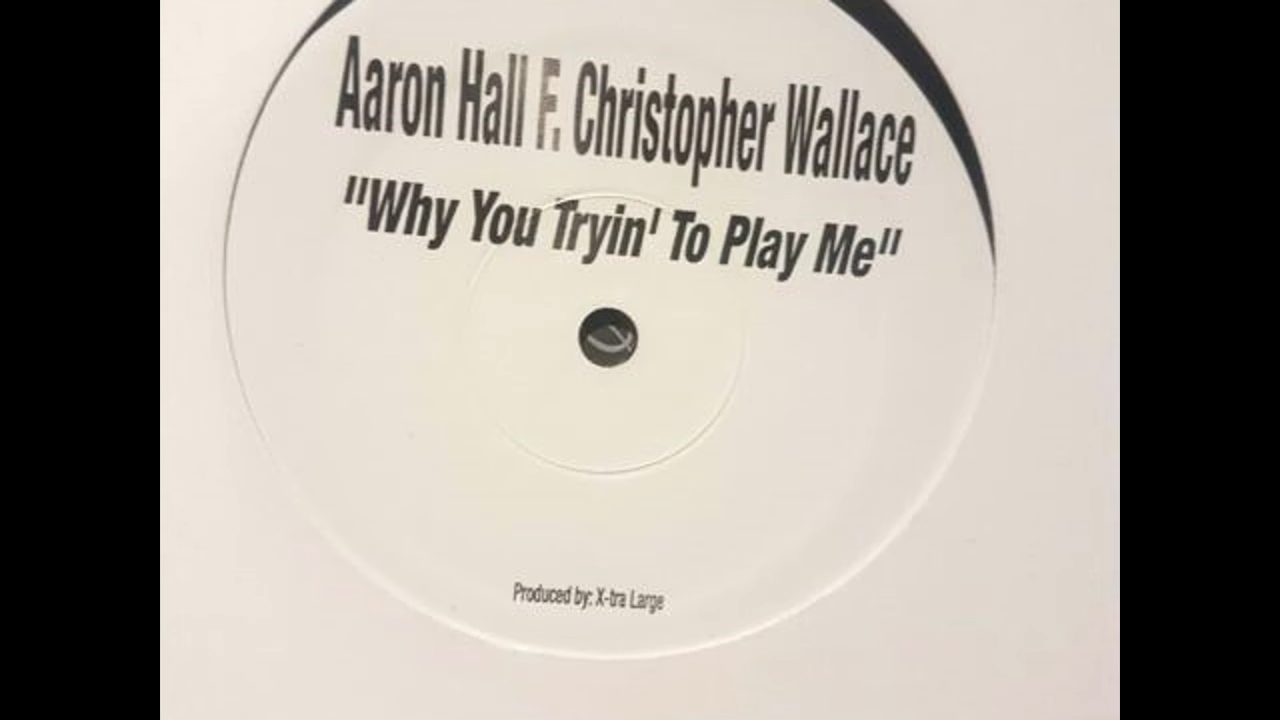 Aaron Hall F. Christopher Wallace
"Why You Tryin' To Play Me"
Produced by: X-tra Large